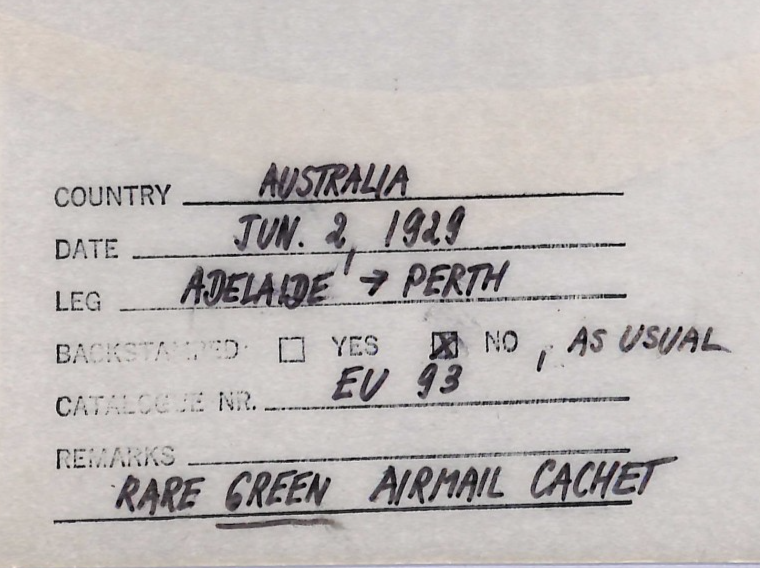 COUNTRY AUSTRALIA
DATE JUN. 2, 1929
LEG ADELAIDE → PERTH
BACKSTAMPED: ☐ YES ☒ NO, AS USUAL
CATALOGUE NR. EU 93
REMARKS
RARE GREEN AIRMAIL CACHET